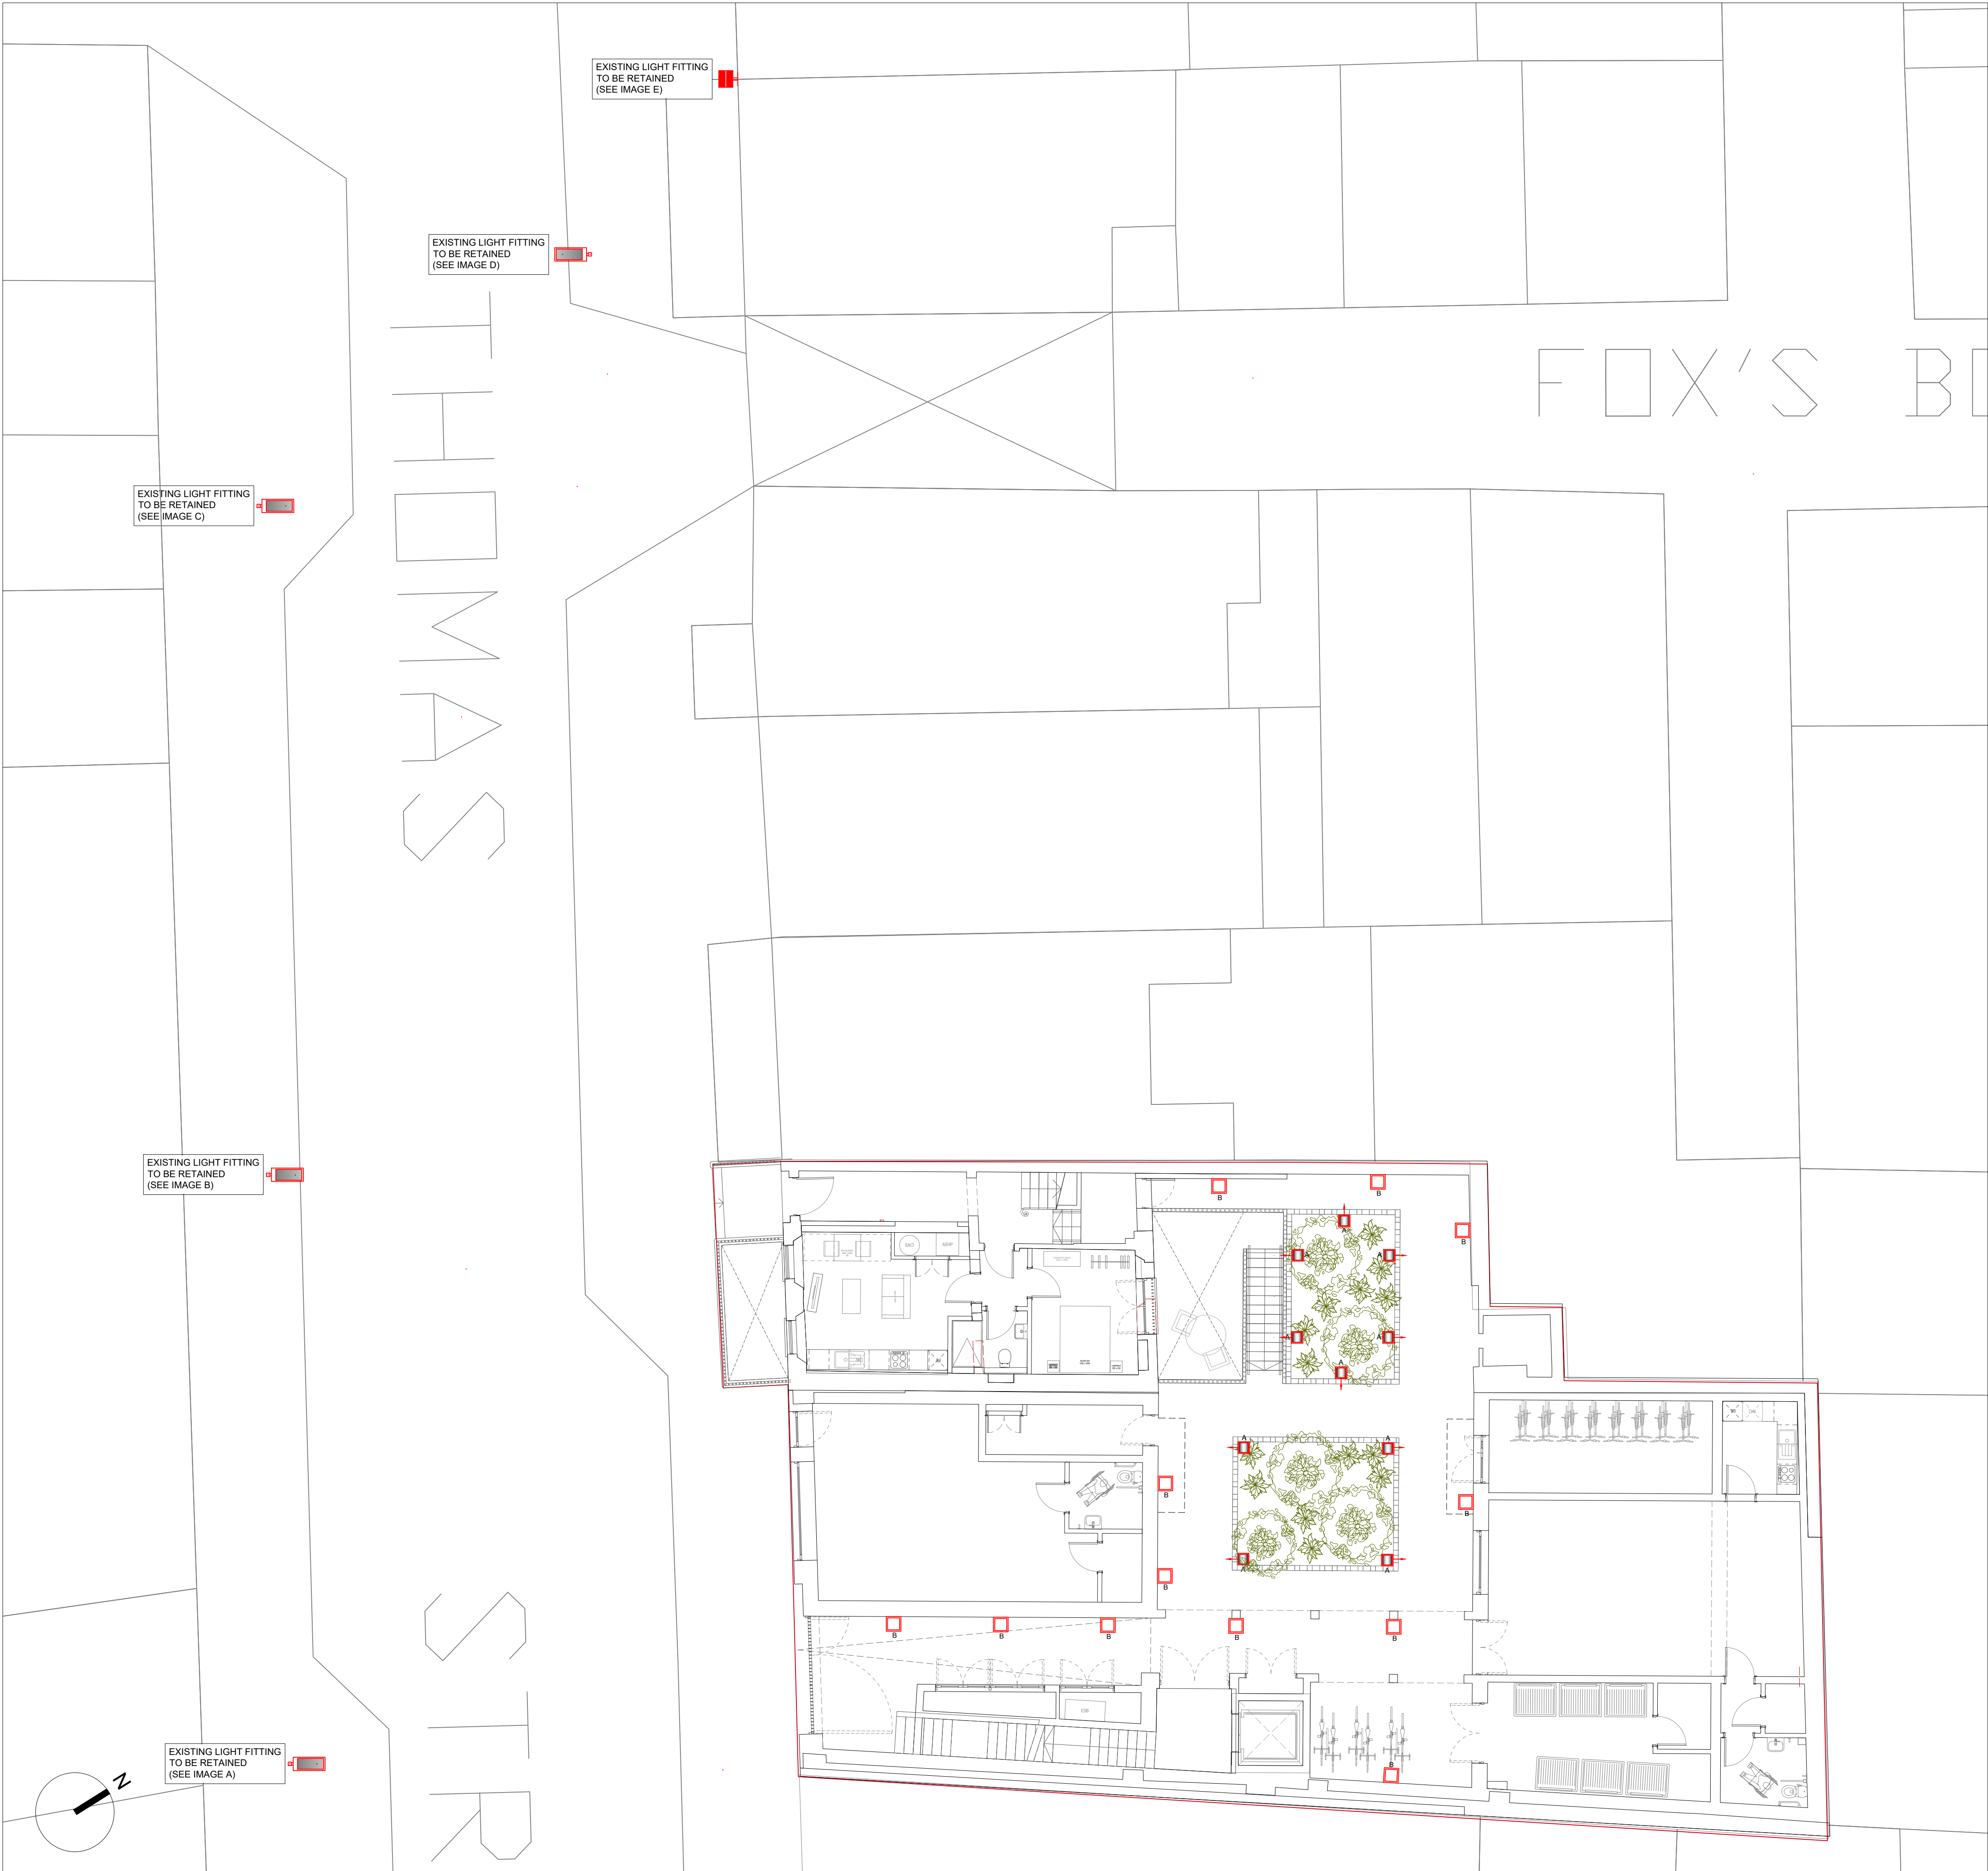 EXISTING LIGHT FITTING
TO BE RETAINED
(SEE IMAGE E)
EXISTING LIGHT FITTING
TO BE RETAINED
(SEE IMAGE D)
FOX'S
EXISTING LIGHT FITTING
TO BE RETAINED
(SEE IMAGE C)
SMITH
EXISTING LIGHT FITTING
TO BE RETAINED
(SEE IMAGE B)
B
B
B
A
A
A
A
A
A
A
A
B
B
A
A
B
B
B
B
B
B
ESB
EXISTING LIGHT FITTING
TO BE RETAINED
(SEE IMAGE A)
B
N